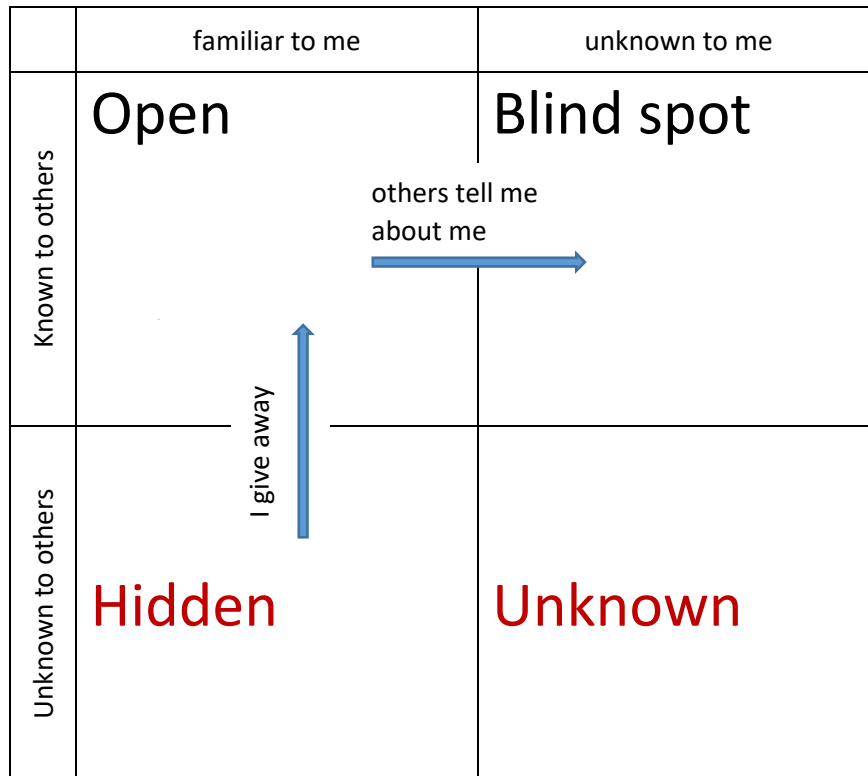 familiar to me
unknown to me
Known to others
Open
Blind spot
others tell me
about me
I give away
Unknown to others
Hidden
Unknown